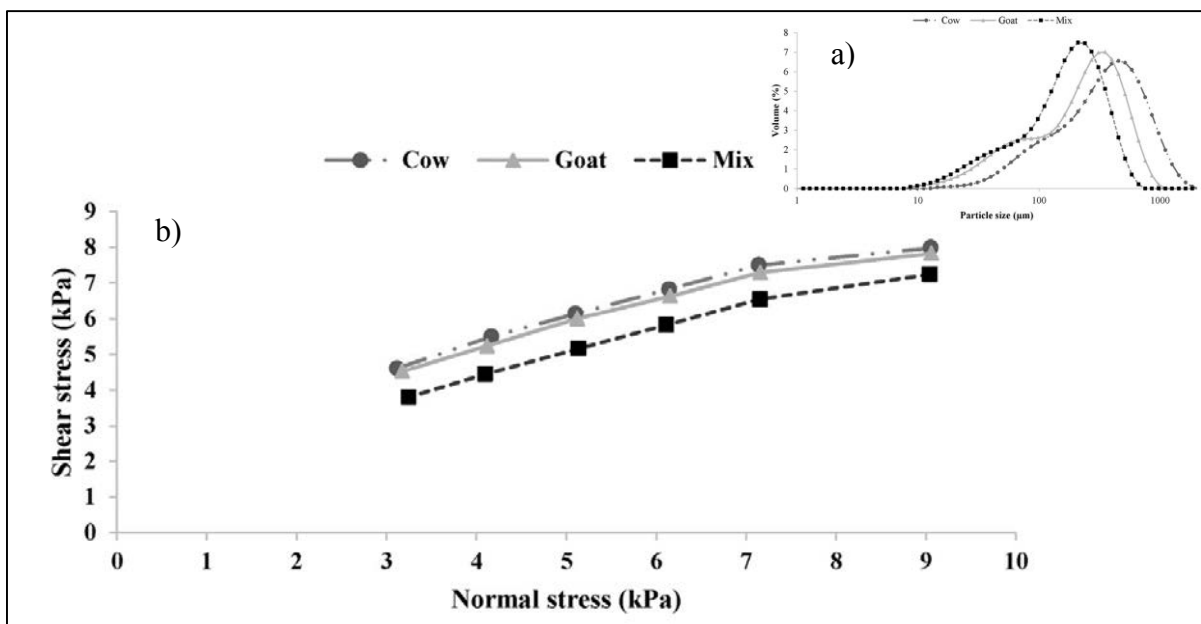 Cow Goat Mix
a)
8
7
6
5
4
3
2
1
0
Volume (%)
1 10 100 1000
Particle size (µm)
Cow Goat Mix
b)
9
8
7
6
5
4
3
2
1
0
Shear stress (kPa)
0 1 2 3 4 5 6 7 8 9 10
Normal stress (kPa)